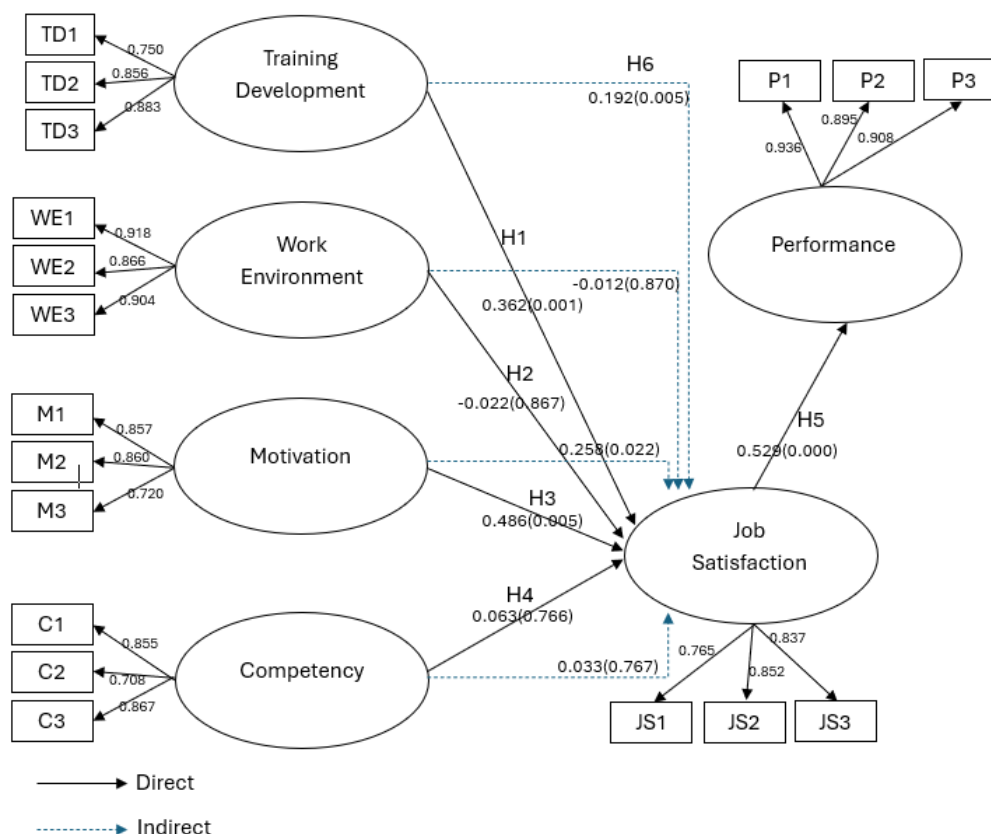 TD1
TD2
TD3
0.750
0.856
0.883
Training
Development
H6
0.192(0.005)
P1
P2
P3
0.936
0.895
0.908
Performance
WE1
WE2
WE3
0.918
0.866
0.904
Work
Environment
H1
0.362(0.001)
-0.012(0.870)
H2
-0.022(0.867)
M1
M2
M3
0.857
0.860
0.720
Motivation
0.258(0.022)
H3
0.486(0.005)
H5
0.529(0.000)
Job
Satisfaction
H4
0.063(0.766)
C1
C2
C3
0.855
0.708
0.867
Competency
0.033(0.767)
0.765
0.852
0.837
JS1
JS2
JS3
Direct
Indirect